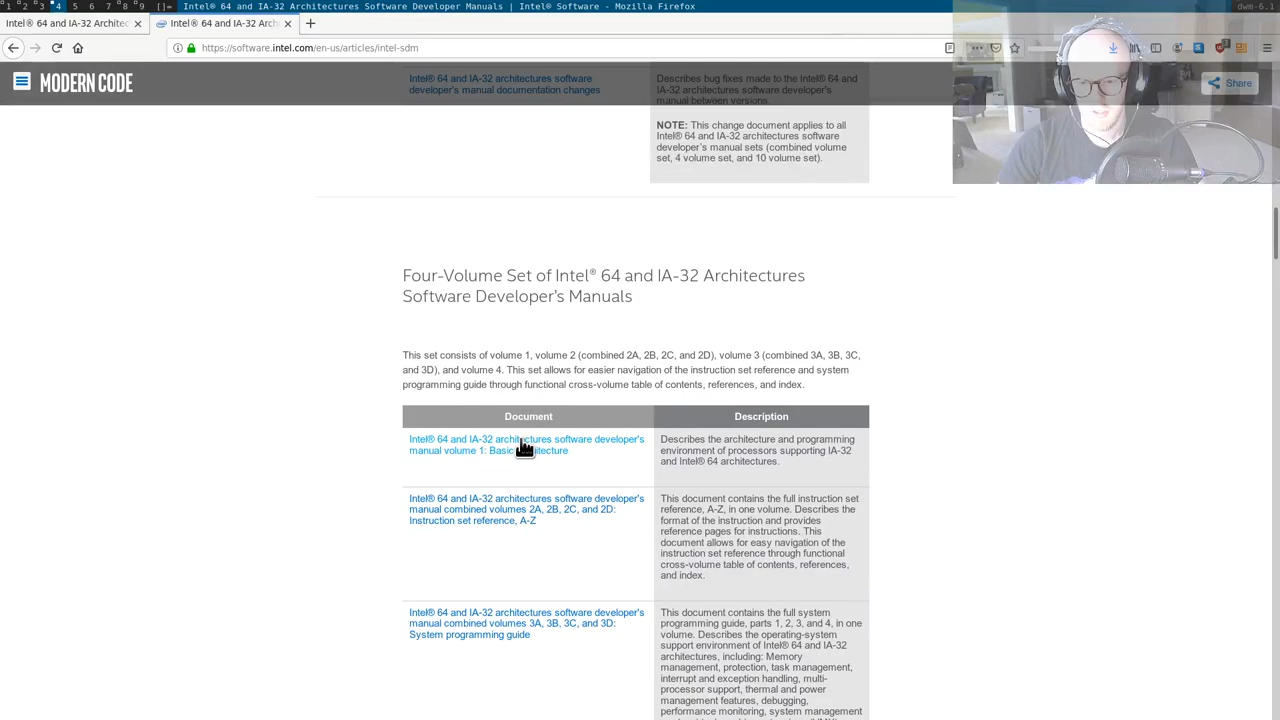 1 2 3 4 5 6 7 8 9 []= Intel® 64 and IA-32 Architectures Software Developer Manuals | Intel® Software - Mozilla Firefox dwm-6.1
Intel® 64 and IA-32 Architec × Intel® 64 and IA-32 Arch × +
https://software.intel.com/en-us/articles/intel-sdm
MODERN CODE
Share
Intel® 64 and IA-32 architectures software
developer's manual documentation changes
Describes bug fixes made to the Intel® 64 and
IA-32 architectures software developer's
manual between versions.
NOTE: This change document applies to all
Intel® 64 and IA-32 architectures software
developer's manual sets (combined volume
set, 4 volume set, and 10 volume set).
Four-Volume Set of Intel® 64 and IA-32 Architectures
Software Developer's Manuals
This set consists of volume 1, volume 2 (combined 2A, 2B, 2C, and 2D), volume 3 (combined 3A, 3B, 3C,
and 3D), and volume 4. This set allows for easier navigation of the instruction set reference and system
programming guide through functional cross-volume table of contents, references, and index.
Document
Description
Intel® 64 and IA-32 architectures software developer's
manual volume 1: Basic
Describes the architecture and programming
environment of processors supporting IA-32
and Intel® 64 architectures.
Intel® 64 and IA-32 architectures software developer's
manual combined volumes 2A, 2B, 2C, and 2D:
Instruction set reference, A-Z
This document contains the full instruction set
reference, A-Z, in one volume. Describes the
format of the instruction and provides
reference pages for instructions. This
document allows for easy navigation of the
instruction set reference through functional
cross-volume table of contents, references,
and index.
Intel® 64 and IA-32 architectures software developer's
manual combined volumes 3A, 3B, 3C, and 3D:
System programming guide
This document contains the full system
programming guide, parts 1, 2, 3, and 4, in one
volume. Describes the operating-system
support environment of Intel® 64 and IA-32
architectures, including: Memory
management, protection, task management,
interrupt and exception handling, multi-
processor support, thermal and power
management features, debugging,
performance monitoring, system management